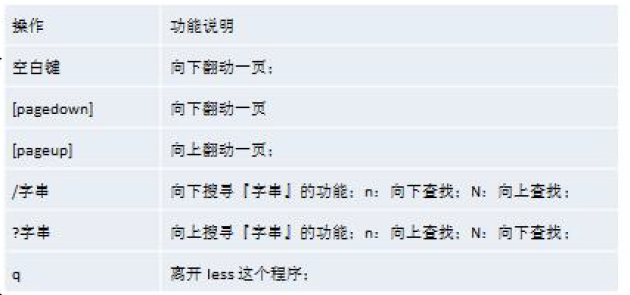 操作 功能说明
空白键 向下翻动一页;
[pagedown] 向下翻动一页
[pageup] 向上翻动一页;
/字串 向下搜寻『字串』的功能; n: 向下查找; N: 向上查找;
?字串 向上搜寻『字串』的功能; n: 向上查找; N: 向下查找;
q 离开 less 这个程序;